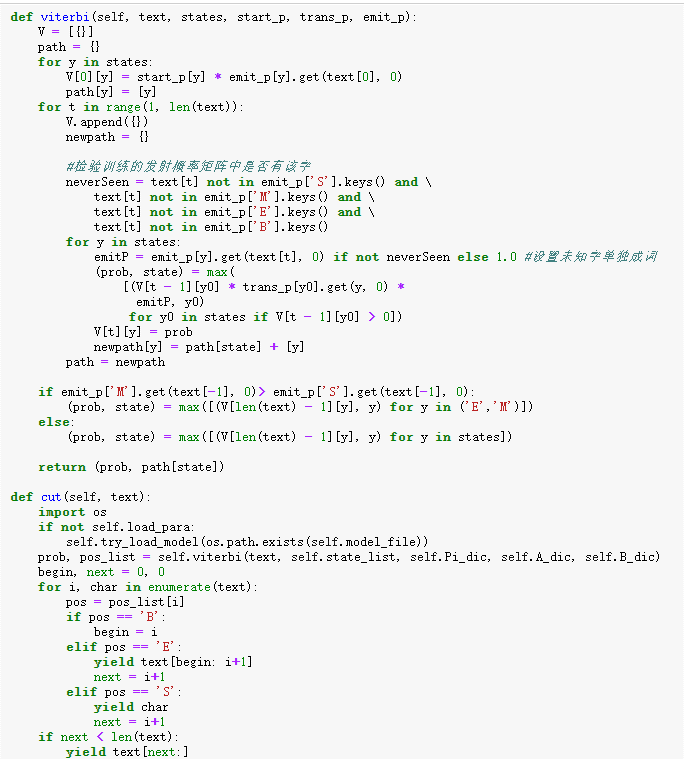 def viterbi(self, text, states, start_p, trans_p, emit_p):
    V = [{}]
    path = {}
    for y in states:
        V[0][y] = start_p[y] * emit_p[y].get(text[0], 0)
        path[y] = [y]
    for t in range(1, len(text)):
        V.append({})
        newpath = {}

        #检验训练的发射概率矩阵中是否有该字
        neverSeen = text[t] not in emit_p['S'].keys() and \
            text[t] not in emit_p['M'].keys() and \
            text[t] not in emit_p['E'].keys() and \
            text[t] not in emit_p['B'].keys()
        for y in states:
            emitP = emit_p[y].get(text[t], 0) if not neverSeen else 1.0 #设置未知字单独成词
            (prob, state) = max(
                [(V[t - 1][y0] * trans_p[y0].get(y, 0) *
                  emitP, y0)
                 for y0 in states if V[t - 1][y0] > 0])
            V[t][y] = prob
            newpath[y] = path[state] + [y]
        path = newpath

    if emit_p['M'].get(text[-1], 0)> emit_p['S'].get(text[-1], 0):
        (prob, state) = max([(V[len(text) - 1][y], y) for y in ('E','M')])
    else:
        (prob, state) = max([(V[len(text) - 1][y], y) for y in states])

    return (prob, path[state])

def cut(self, text):
    import os
    if not self.load_para:
        self.try_load_model(os.path.exists(self.model_file))
    prob, pos_list = self.viterbi(text, self.state_list, self.Pi_dic, self.A_dic, self.B_dic)
    begin, next = 0, 0
    for i, char in enumerate(text):
        pos = pos_list[i]
        if pos == 'B':
            begin = i
        elif pos == 'E':
            yield text[begin: i+1]
            next = i+1
        elif pos == 'S':
            yield char
            next = i+1
    if next < len(text):
        yield text[next:]